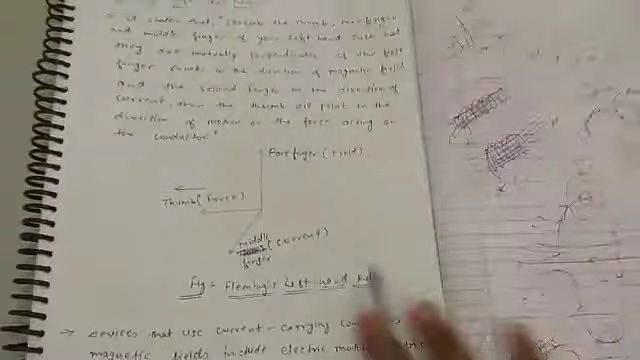 It states that, "stretch the thumb, forefinger
and middle finger of your left hand such that
they are mutually perpendicular. If the first
finger points in the direction of magnetic field
and the second finger in the direction of
current, then the thumb will point in the
direction of motion or the force acting on
the conductor"
Forefinger (Field)
Thumb (Force)
middle (current)
finger
Fig - Fleming's Left hand Rule
→ Devices that use current-carrying
magnetic fields include electric